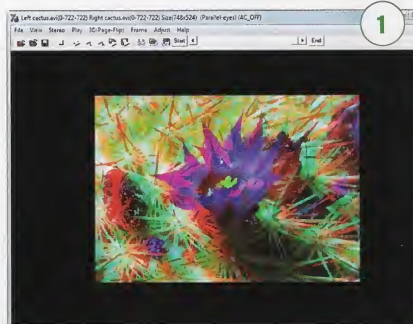 Left cactus.avi(0-722-722) Right cactus.avi(0-722-722) Size(748x524) (Parallel-eyes) (AC_OFF)
1
File View Stereo Play 3D-Page-Flip! Frame Adjust Help
Start End